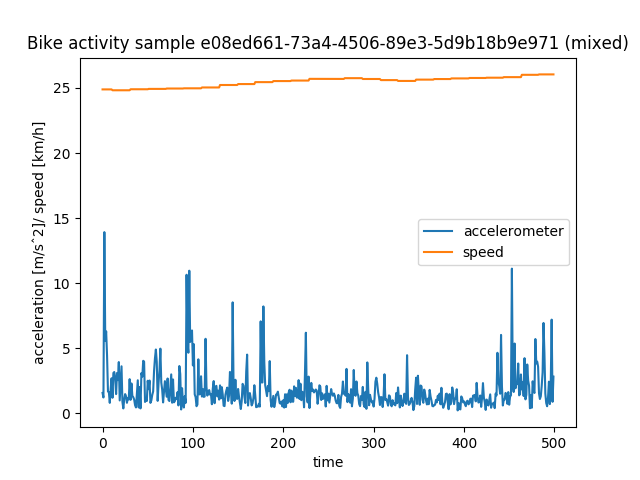 Bike activity sample e08ed661-73a4-4506-89e3-5d9b18b9e971 (mixed)
acceleration [m/s^2]/ speed [km/h]
25
20
15
10
5
0
accelerometer
speed
0 100 200 300 400 500
time